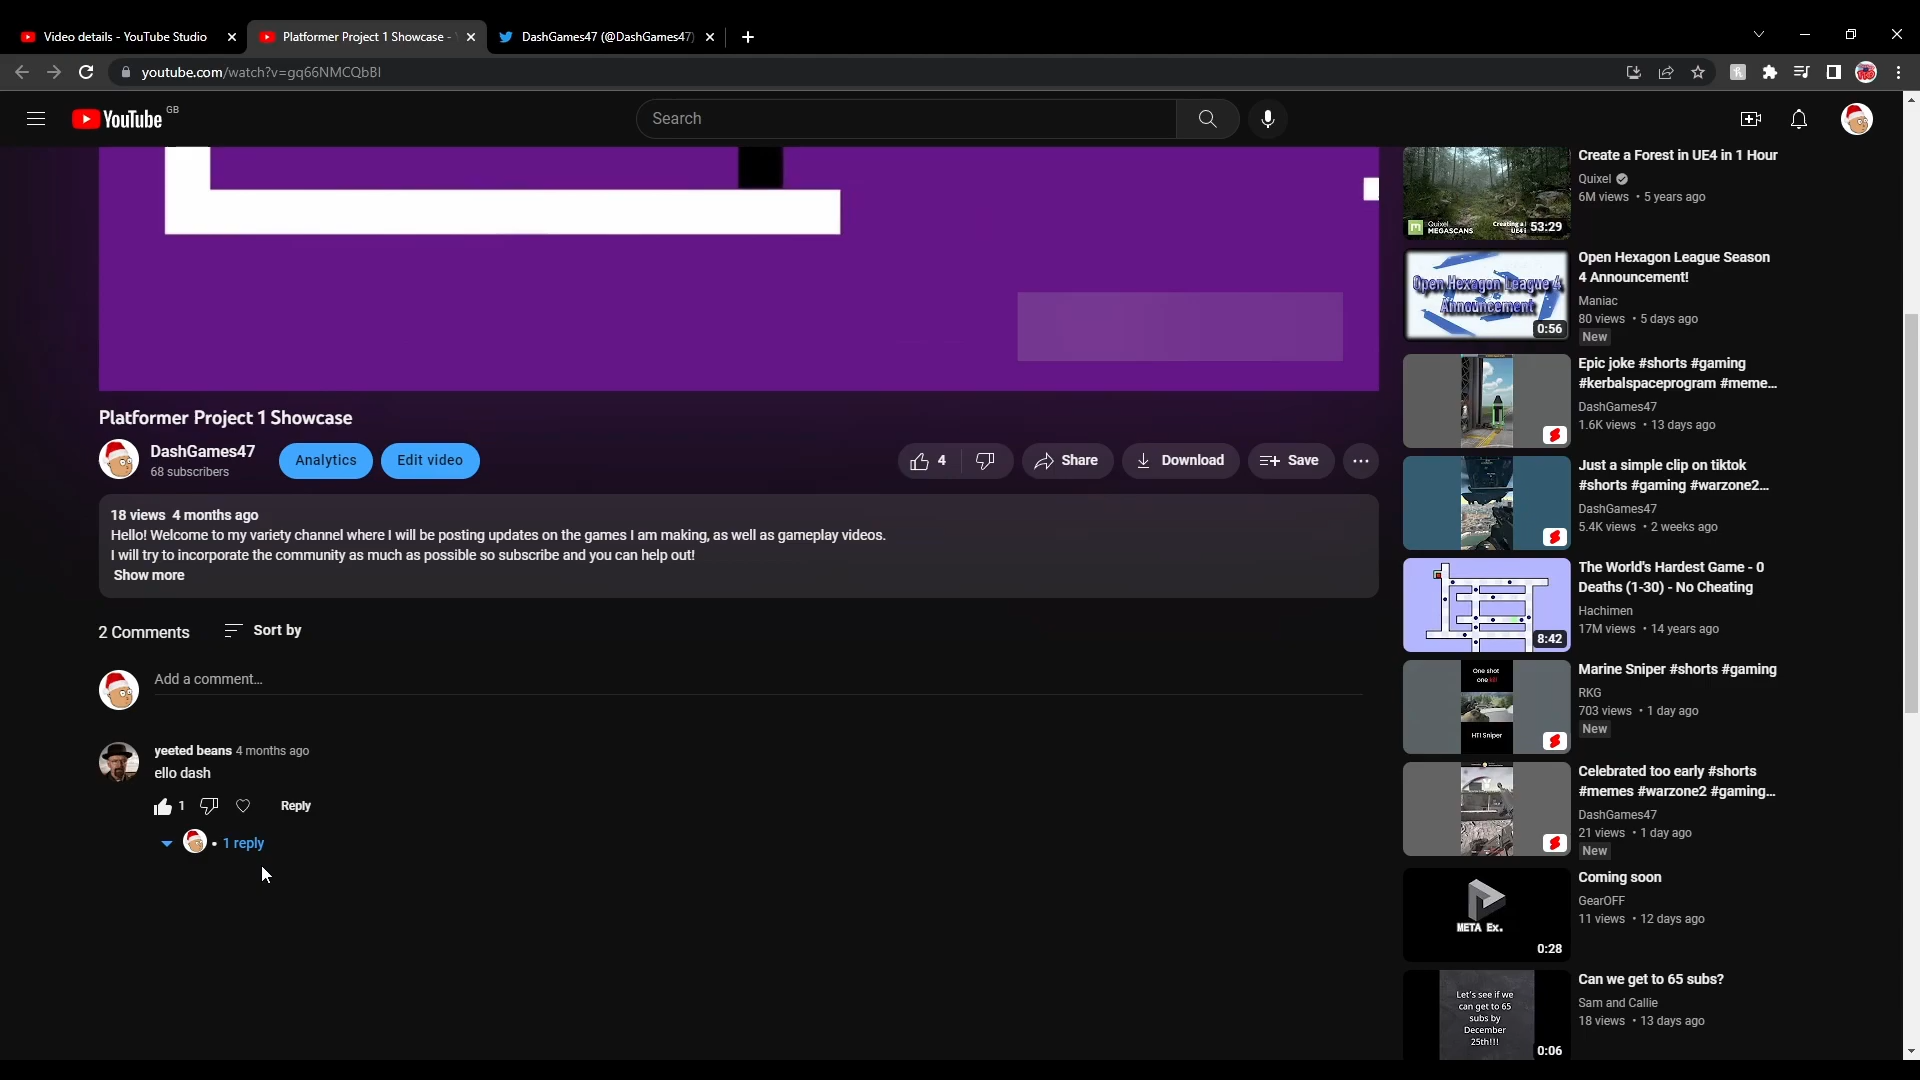 Video details - YouTube Studio
Platformer Project 1 Showcase -
DashGames47 (@DashGames47)
youtube.com/watch?v=gq66NMCQbBI
YouTube GB
Search
Platformer Project 1 Showcase
DashGames47
68 subscribers
Analytics
Edit video
4
Share
Download
Save
18 views 4 months ago
Hello! Welcome to my variety channel where I will be posting updates on the games I am making, as well as gameplay videos.
I will try to incorporate the community as much as possible so subscribe and you can help out!
Show more
2 Comments
Sort by
Add a comment...
yeeted beans 4 months ago
ello dash
1
Reply
• 1 reply
Quixel
MEGASCANS
53:29
Create a Forest in UE4 in 1 Hour
Quixel
6M views • 5 years ago
Open Hexagon League 4
Announcement!
0:56
Open Hexagon League Season
4 Announcement!
Maniac
80 views • 5 days ago
New
Epic joke #shorts #gaming
#kerbalspaceprogram #meme...
DashGames47
1.6K views • 13 days ago
Just a simple clip on tiktok
#shorts #gaming #warzone2...
DashGames47
5.4K views • 2 weeks ago
8:42
The World's Hardest Game - 0
Deaths (1-30) - No Cheating
Hachimen
17M views • 14 years ago
One shot
one kill
HTI Sniper
Marine Sniper #shorts #gaming
RKG
703 views • 1 day ago
New
Celebrated too early #shorts
#memes #warzone2 #gaming...
DashGames47
21 views • 1 day ago
New
META Ex.
0:28
Coming soon
GearOFF
11 views • 12 days ago
Let's see if we
can get to 65
subs by
December
25th!!!
0:06
Can we get to 65 subs?
Sam and Callie
18 views • 13 days ago